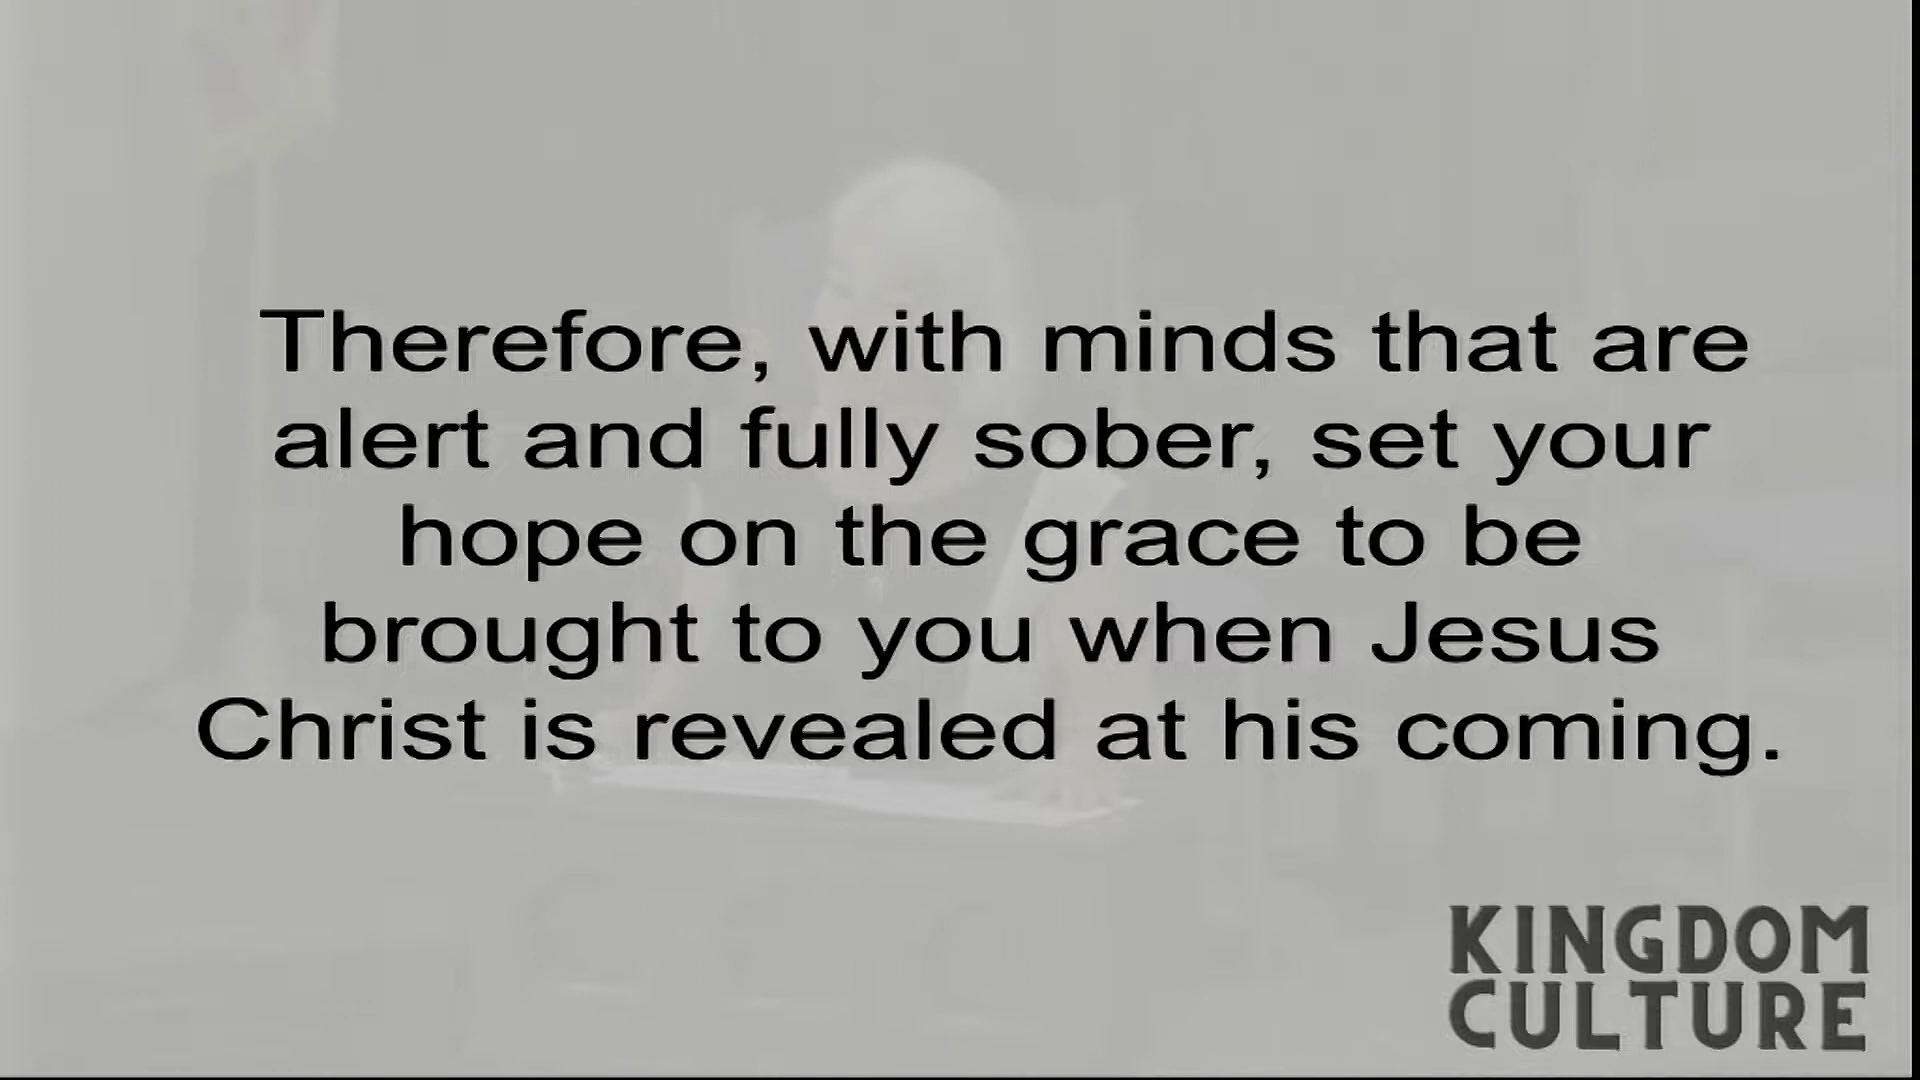 Therefore, with minds that are
alert and fully sober, set your
hope on the grace to be
brought to you when Jesus
Christ is revealed at his coming.
KINGDOM
CULTURE